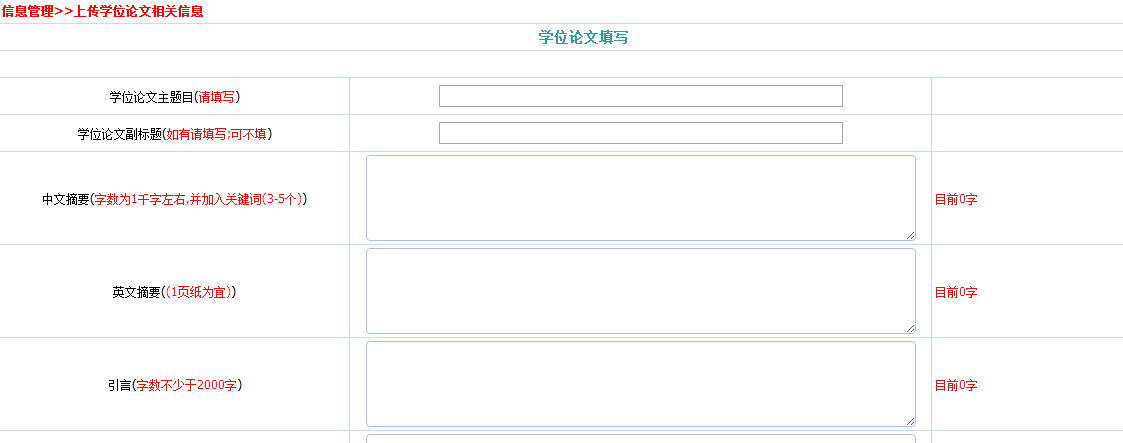 信息管理>>上传学位论文相关信息
学位论文填写
学位论文主题目(请填写)
学位论文副标题(如有请填写;可不填)
中文摘要(字数为1千字左右,并加入关键词(3-5个))
目前0字
英文摘要((1页纸为宜))
目前0字
引言(字数不少于2000字)
目前0字